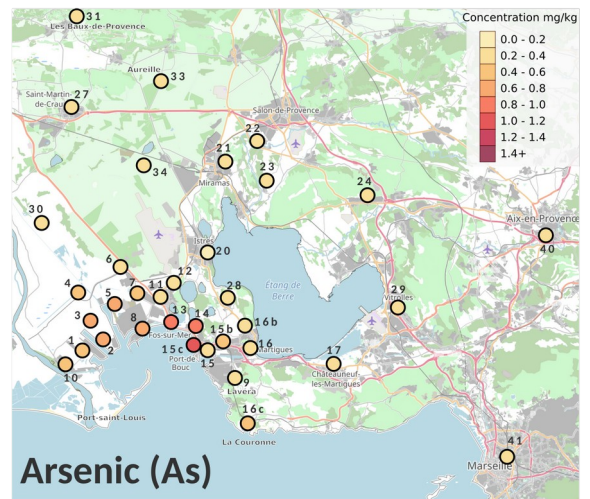 Concentration mg/kg
0.0 - 0.2
0.2 - 0.4
0.4 - 0.6
0.6 - 0.8
0.8 - 1.0
1.0 - 1.2
1.2 - 1.4
1.4+
31
Les Baux-de-Provence
Aureille
33
27
Saint-Martin-
de-Crau
Salon-de-Provence
22
21
23
34
Miramas
24
30
Aix-en-Provence
40
Istres
20
6
12
4
7
11
28
Étang de
Berre
29
Vitrolles
5
3
13
14
16b
8
Fos-sur-Mer
15b
1
2
15c
15
16
Martigues
10
Port-de
Bouc
17
Châteauneuf-
les-Martigues
9
Lavéra
Port-saint-Louis
16c
La Couronne
41
Marseille
Arsenic (As)